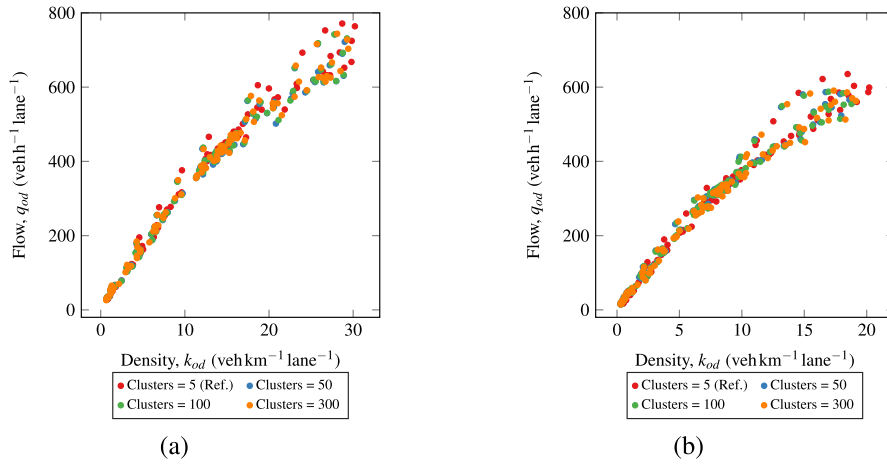 800
600
400
200
0
Flow, q_od (vehh⁻¹ lane⁻¹)
0 10 20 30
Density, k_od (veh km⁻¹ lane⁻¹)
Clusters = 5 (Ref.) Clusters = 50
Clusters = 100 Clusters = 300
(a)
800
600
400
200
0
Flow, q_od (vehh⁻¹ lane⁻¹)
0 5 10 15 20
Density, k_od (veh km⁻¹ lane⁻¹)
Clusters = 5 (Ref.) Clusters = 50
Clusters = 100 Clusters = 300
(b)